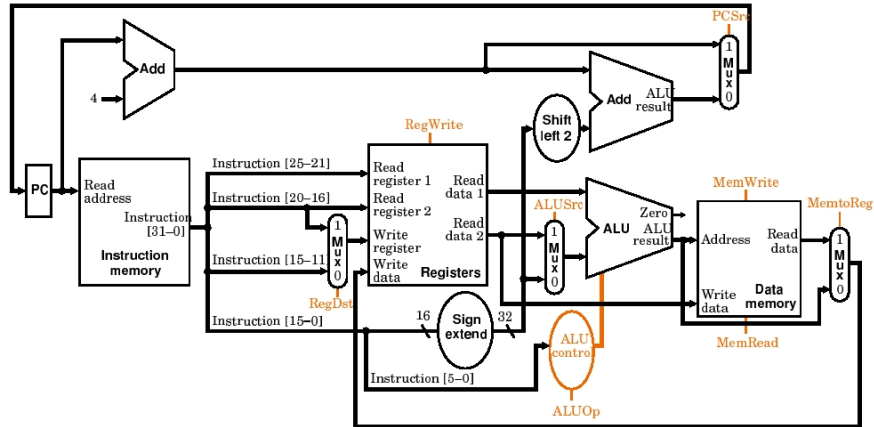 PCSrc
1
Mux
0
Add
4
Add
ALU
result
Shift
left 2
RegWrite
PC
Read
address
Instruction
[31–0]
Instruction
memory
Instruction [25–21]
Instruction [20–16]
Instruction [15–11]
Instruction [15–0]
Instruction [5–0]
1
Mux
0
RegDst
Read
register 1
Read
register 2
Write
register
Write
data
Read
data 1
Read
data 2
Registers
16
Sign
extend
32
ALUSrc
1
Mux
0
ALU
Zero
ALU
result
ALU
control
ALUOp
MemWrite
Address
Read
data
Write
data
Data
memory
MemRead
MemtoReg
1
Mux
0